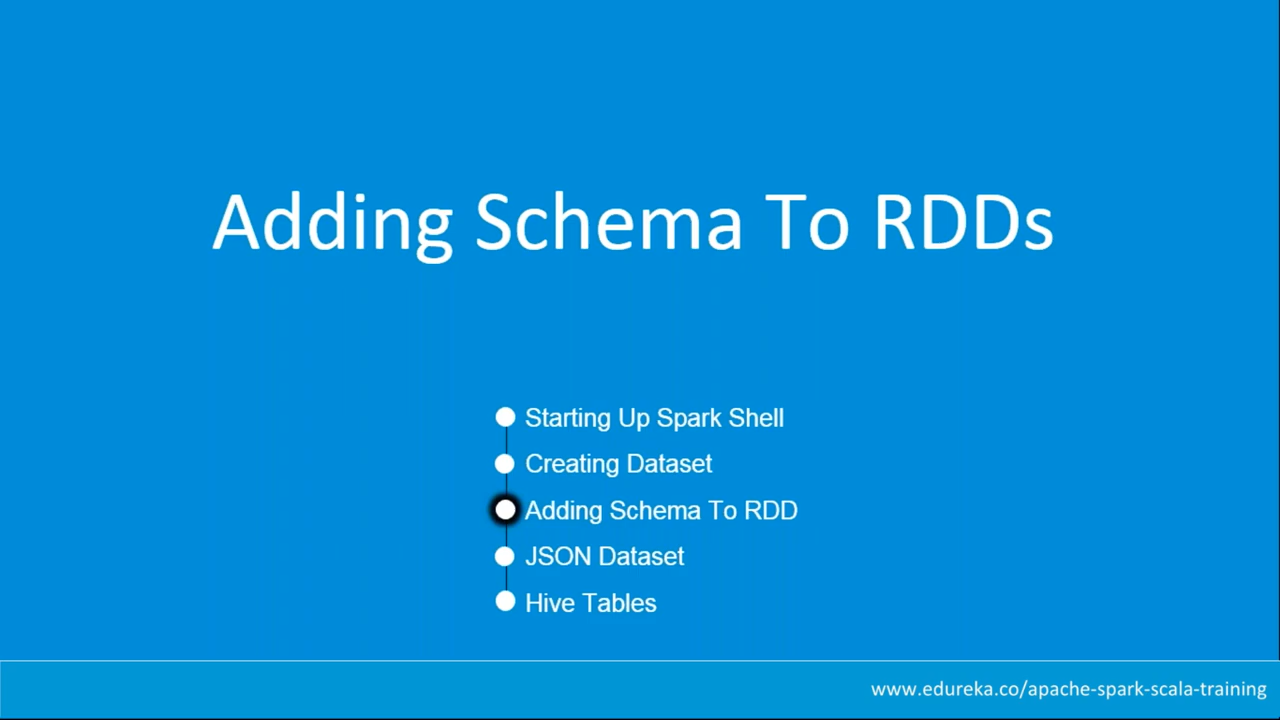 Adding Schema To RDDs
Starting Up Spark Shell
Creating Dataset
Adding Schema To RDD
JSON Dataset
Hive Tables
www.edureka.co/apache-spark-scala-training